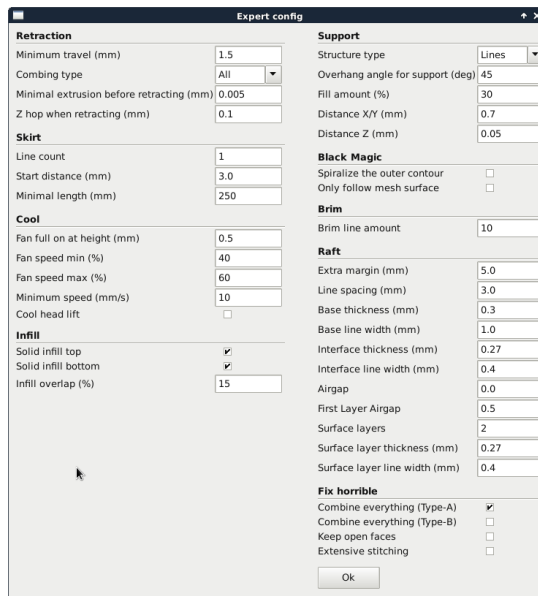 Expert config
Retraction
Minimum travel (mm) 1.5
Combing type All
Minimal extrusion before retracting (mm) 0.005
Z hop when retracting (mm) 0.1
Skirt
Line count 1
Start distance (mm) 3.0
Minimal length (mm) 250
Cool
Fan full on at height (mm) 0.5
Fan speed min (%) 40
Fan speed max (%) 60
Minimum speed (mm/s) 10
Cool head lift
Infill
Solid infill top
Solid infill bottom
Infill overlap (%) 15
Support
Structure type Lines
Overhang angle for support (deg) 45
Fill amount (%) 30
Distance X/Y (mm) 0.7
Distance Z (mm) 0.05
Black Magic
Spiralize the outer contour
Only follow mesh surface
Brim
Brim line amount 10
Raft
Extra margin (mm) 5.0
Line spacing (mm) 3.0
Base thickness (mm) 0.3
Base line width (mm) 1.0
Interface thickness (mm) 0.27
Interface line width (mm) 0.4
Airgap 0.0
First Layer Airgap 0.5
Surface layers 2
Surface layer thickness (mm) 0.27
Surface layer line width (mm) 0.4
Fix horrible
Combine everything (Type-A)
Combine everything (Type-B)
Keep open faces
Extensive stitching
Ok